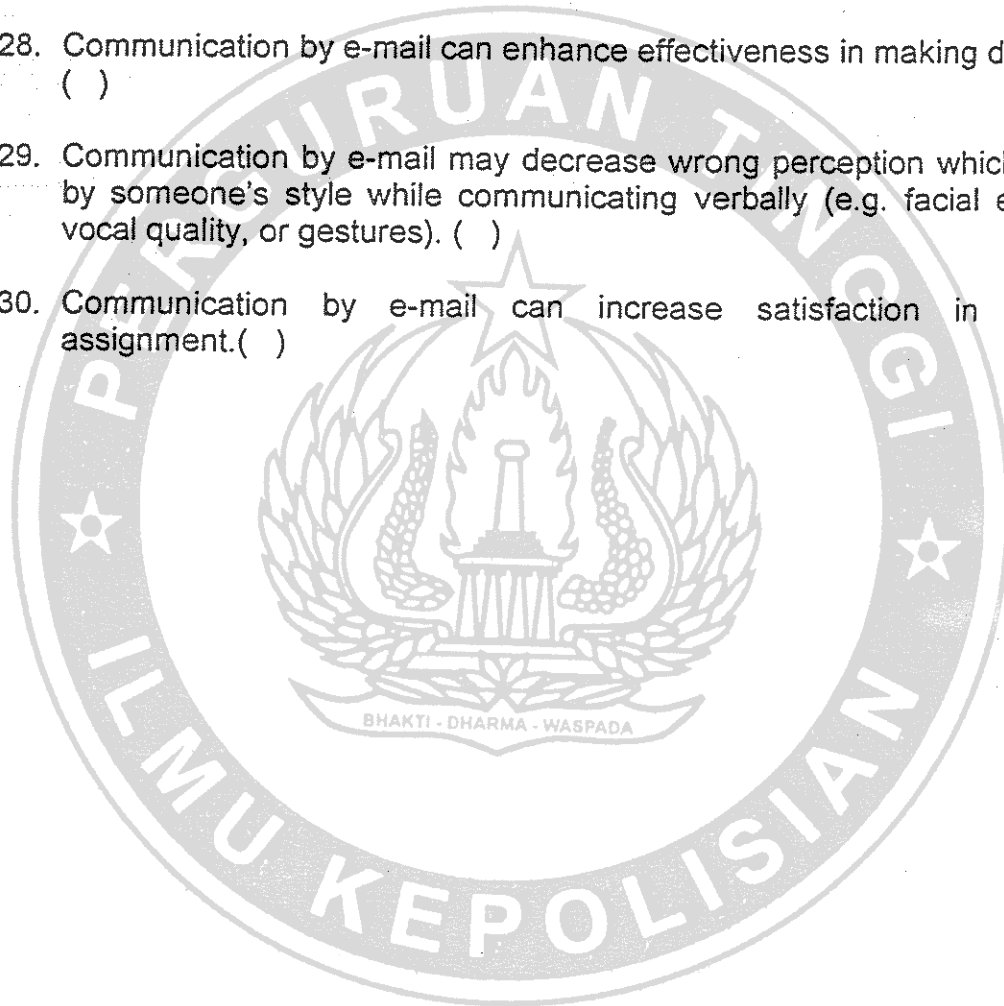 28. Communication by e-mail can enhance effectiveness in making
( )
29. Communication by e-mail may decrease wrong perception
by someone's style while communicating verbally (e.g. facial
vocal quality, or gestures). ( )
30. Communication by e-mail can increase satisfaction in
assignment.( )
PERGURUAN TINGGI
BHAKTI - DHARMA - WASPADA
ILMU KEPOLISIAN